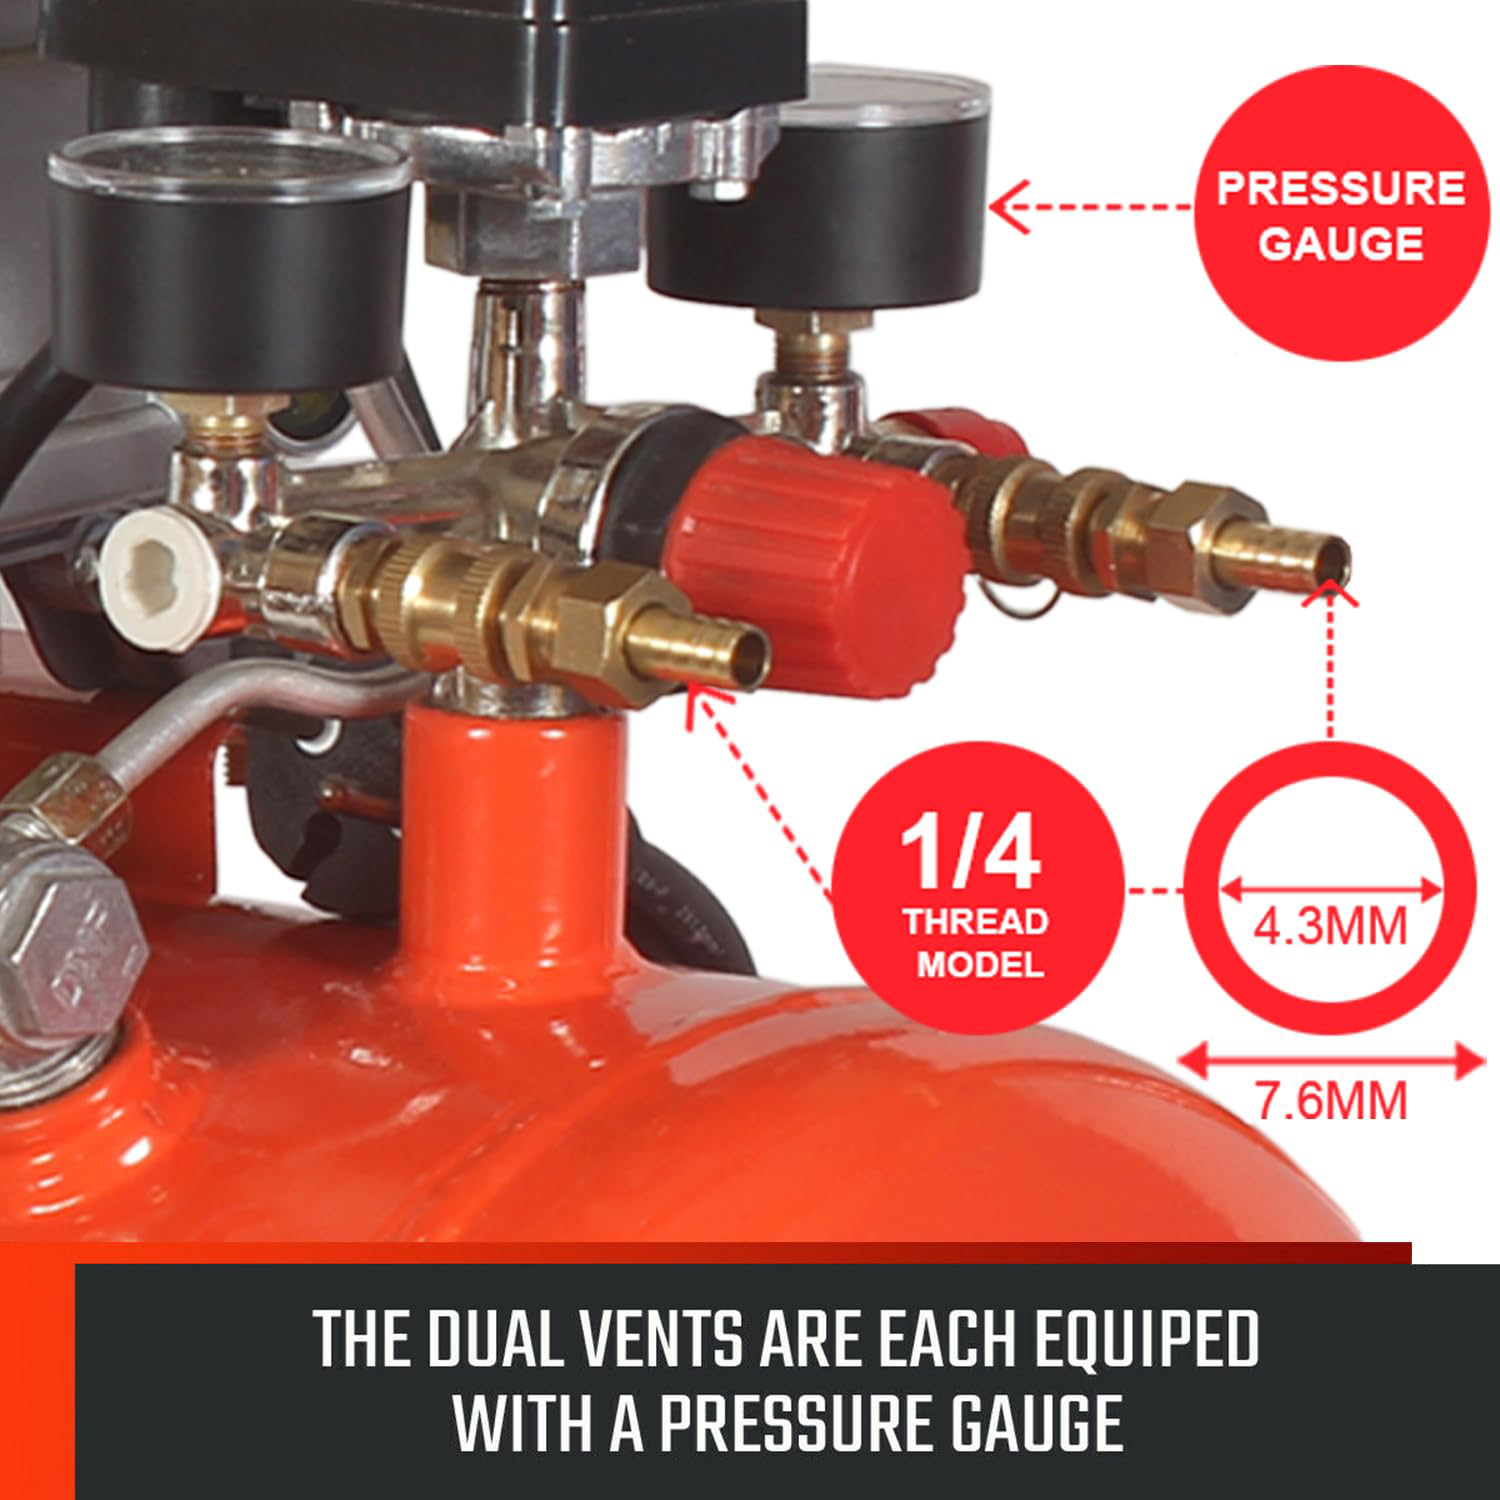 PRESSURE
GAUGE
1/4
THREAD
MODEL
4.3MM
7.6MM
THE DUAL VENTS ARE EACH EQUIPED
WITH A PRESSURE GAUGE